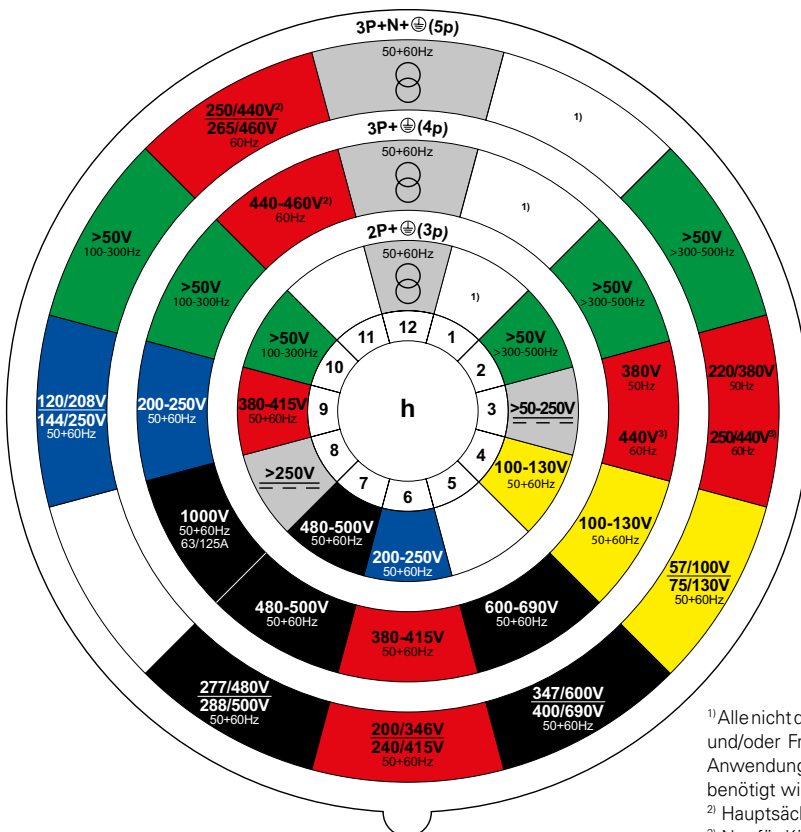 3P+N+⏚(5p)
50+60Hz
1)
>50V
>300-500Hz
220/380V
50Hz
250/440V³⁾
60Hz
57/100V
75/130V
50+60Hz
347/600V
400/690V
50+60Hz
200/346V
240/415V
50+60Hz
277/480V
288/500V
50+60Hz
120/208V
144/250V
50+60Hz
>50V
100-300Hz
250/440V²⁾
265/460V
60Hz
3P+⏚(4p)
50+60Hz
1)
>50V
>300-500Hz
380V
50Hz
440V³⁾
60Hz
100-130V
50+60Hz
600-690V
50+60Hz
380-415V
50+60Hz
480-500V
50+60Hz
1000V
50+60Hz
63/125A
200-250V
50+60Hz
>50V
100-300Hz
440-460V²⁾
60Hz
2P+⏚(3p)
50+60Hz
1)
>50V
>300-500Hz
>50-250V
100-130V
50+60Hz
200-250V
50+60Hz
480-500V
50+60Hz
>250V
380-415V
50+60Hz
>50V
100-300Hz
12
1
2
3
4
5
6
7
8
9
10
11
h
¹⁾ Alle nicht
und/oder
Anwendung
benötigt
²⁾
³⁾